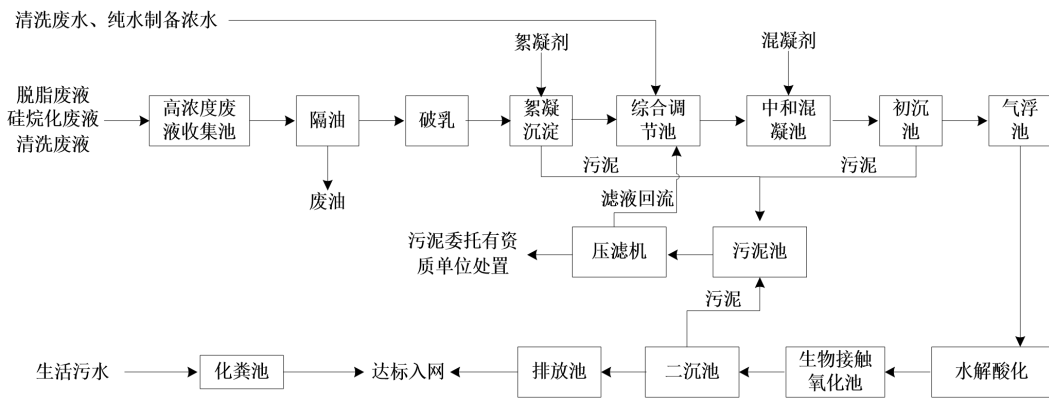 清洗废水、纯水制备浓水
絮凝剂
混凝剂
脱脂废液
硅烷化废液
清洗废液
高浓度废
液收集池
隔油
破乳
絮凝
沉淀
综合调
节池
中和混
凝池
初沉
池
气浮
池
污泥
污泥
废油
滤液回流
污泥委托有资
质单位处置
压滤机
污泥池
污泥
生活污水
化粪池
达标入网
排放池
二沉池
生物接触
氧化池
水解酸化